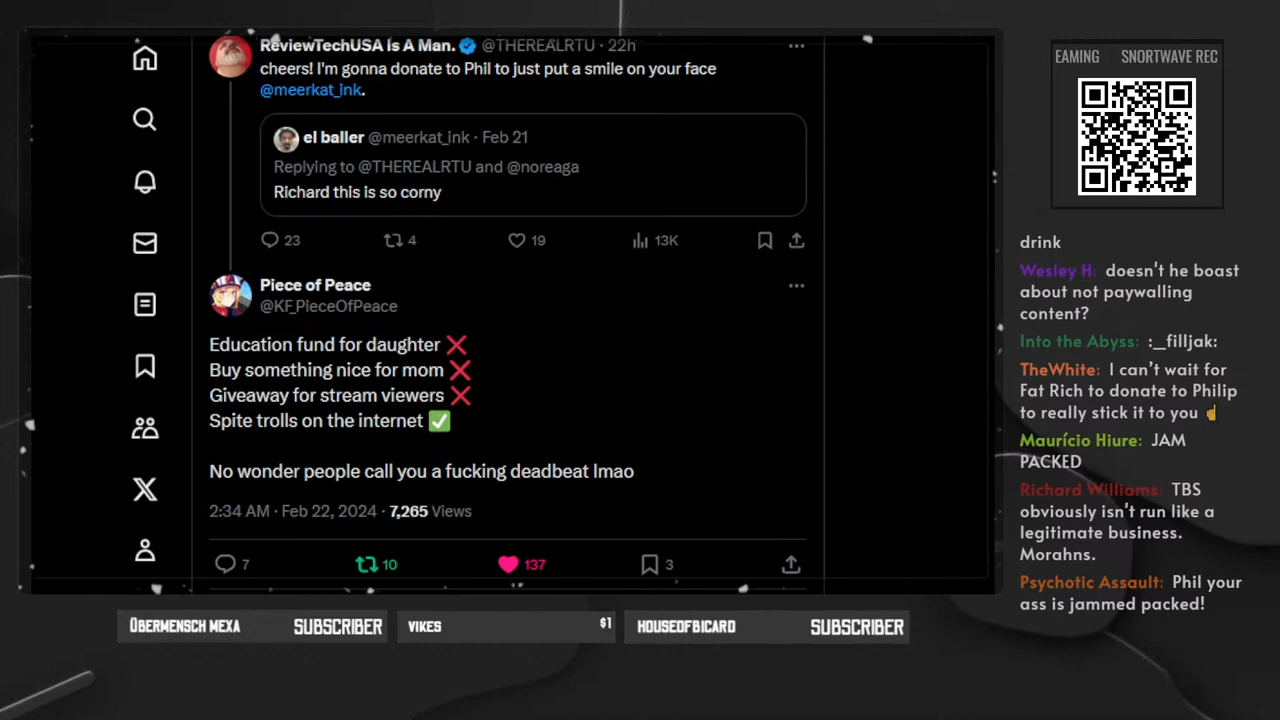 ReviewTechUSA Is A Man. @THEREALRTU · 22h
cheers! I'm gonna donate to Phil to just put a smile on your face
@meerkat_ink.
el baller @meerkat_ink · Feb 21
Replying to @THEREALRTU and @noreaga
Richard this is so corny
23 4 19 13K
Piece of Peace
@KF_PieceOfPeace
Education fund for daughter ❌
Buy something nice for mom ❌
Giveaway for stream viewers ❌
Spite trolls on the internet ✅
No wonder people call you a fucking deadbeat lmao
2:34 AM · Feb 22, 2024 · 7,265 Views
7 10 137 3
EAMING SNORTWAVE REC
drink
Wesley H: doesn't he boast
about not paywalling
content?
Into the Abyss: :_filljak:
TheWhite: I can't wait for
Fat Rich to donate to Philip
to really stick it to you ☝
Maurício Hiure: JAM
PACKED
Richard Williams: TBS
obviously isn't run like a
legitimate business.
Morahns.
Psychotic Assault: Phil your
ass is jammed packed!
ÜBERMENSCH MEXA SUBSCRIBER
VIKES $1
HOUSEOFBICARD SUBSCRIBER